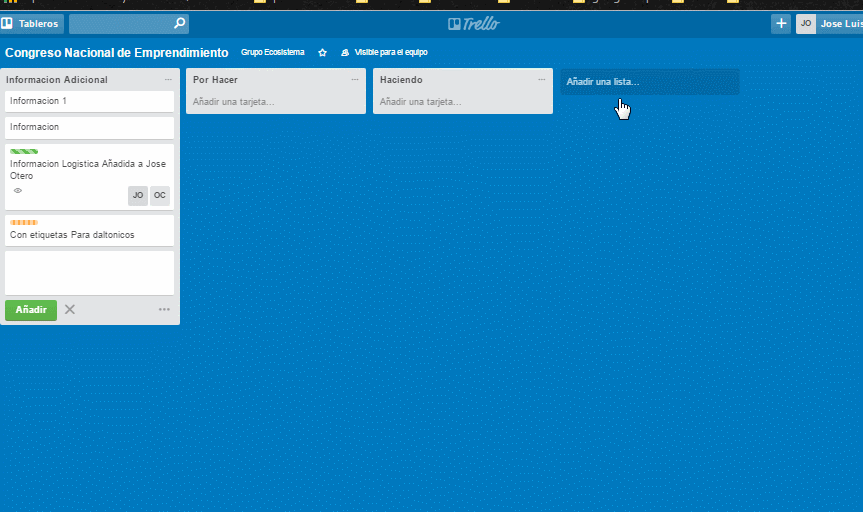 Tableros
Trello
JO Jose Luis
Congreso Nacional de Emprendimiento Grupo Ecosistema Visible para el equipo
Informacion Adicional
Informacion 1
Informacion
Informacion Logistica Añadida a Jose
Otero
JO OC
Con etiquetas Para daltonicos
Añadir
Por Hacer
Añadir una tarjeta...
Haciendo
Añadir una tarjeta...
Añadir una lista...